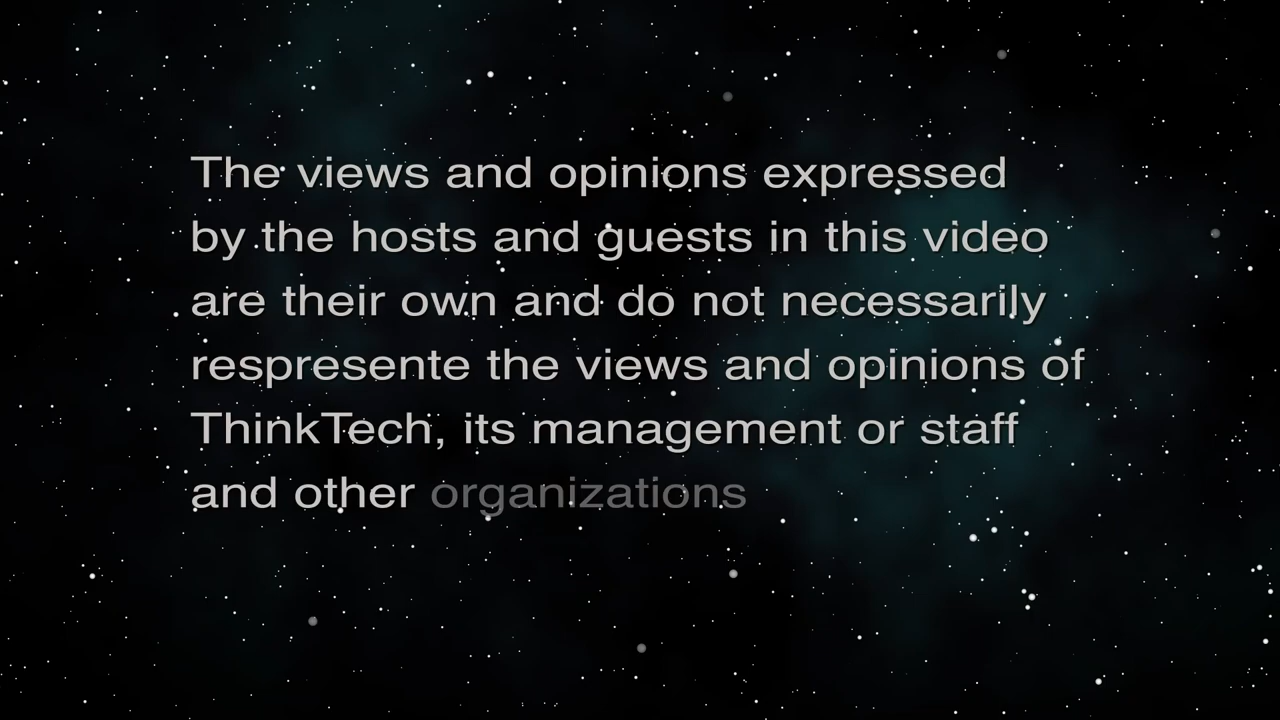 The views and opinions expressed
by the hosts and guests in this video
are their own and do not necessarily
respresente the views and opinions of
ThinkTech, its management or staff
and other organizations